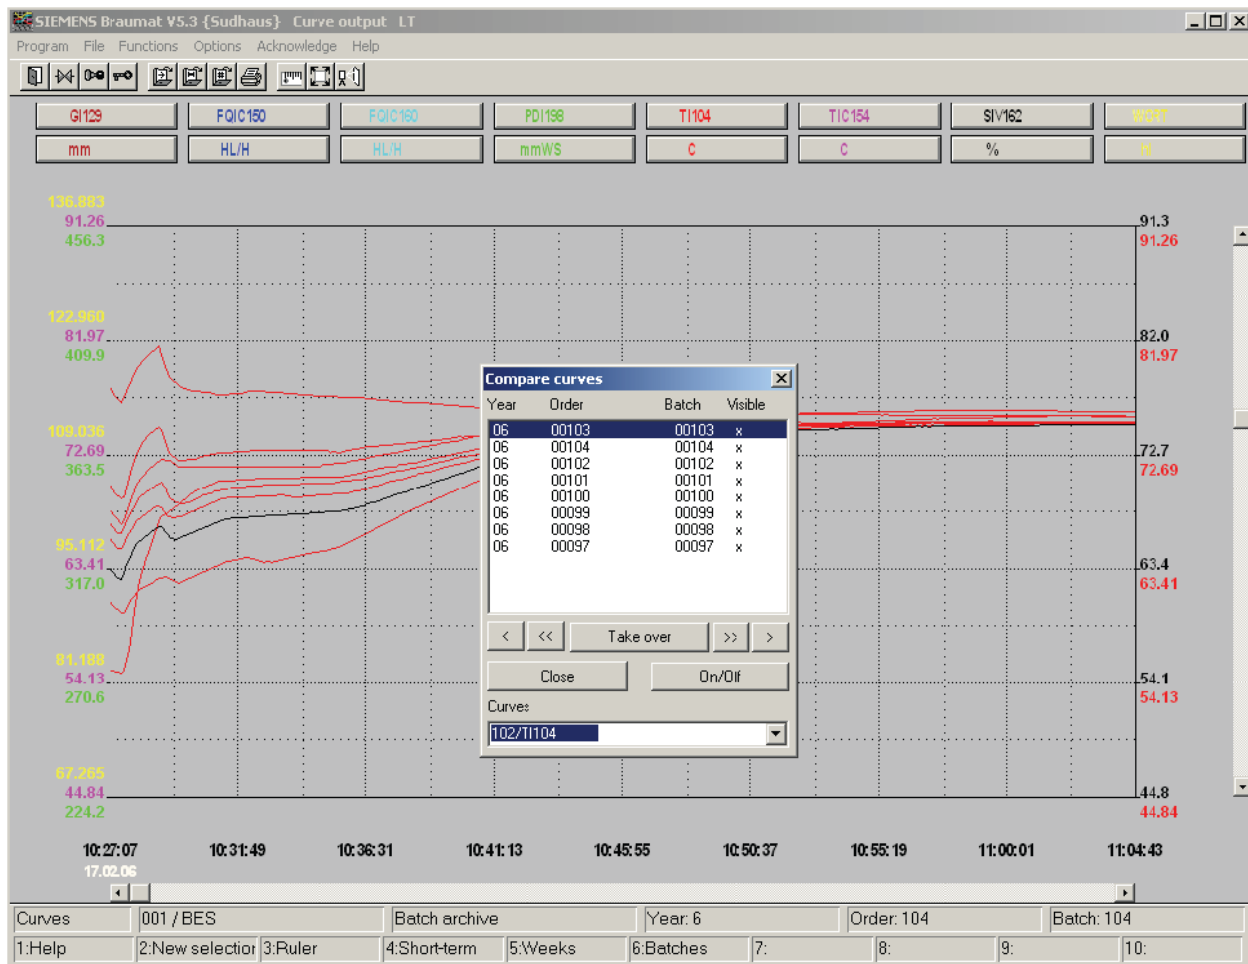 SIEMENS Braumat V5.3 {Sudhaus} Curve output LT
Program File Functions Options Acknowledge Help
GI129 FQIC150 FQIC160 PDI198 TI104 TIC154 SIV162 WORT
mm HL/H HL/H mmWS C C % hl
136.883
91.26 91.3
456.3 91.26
122.960
81.97 82.0
409.9 81.97
109.036
72.69 72.7
363.5 72.69
95.112
63.41 63.4
317.0 63.41
81.188
54.13 54.1
270.6 54.13
67.265
44.84 44.8
224.2 44.84
Compare curves
Year Order Batch Visible
06 00103 00103 x
06 00104 00104 x
06 00102 00102 x
06 00101 00101 x
06 00100 00100 x
06 00099 00099 x
06 00098 00098 x
06 00097 00097 x
< << Take over >> >
Close On/Off
Curves
102/TI104
10:27:07 10:31:49 10:36:31 10:41:13 10:45:55 10:50:37 10:55:19 11:00:01 11:04:43
17.02.06
Curves 001 / BES Batch archive Year: 6 Order: 104 Batch: 104
1:Help 2:New selection 3:Ruler 4:Short-term 5:Weeks 6:Batches 7: 8: 9: 10: